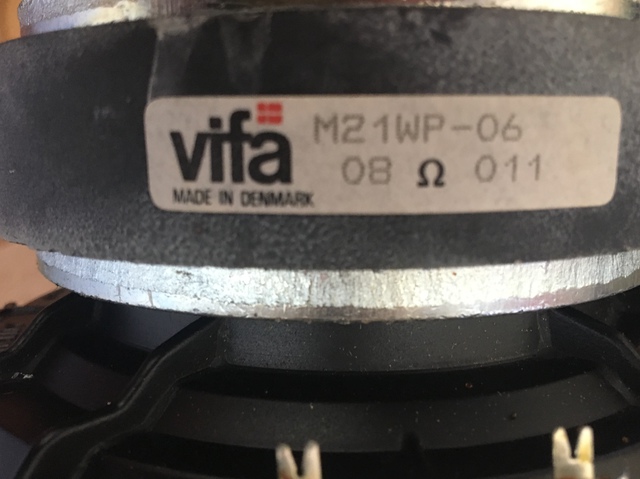 vifa M21WP-06
08 Ω 011
MADE IN DENMARK